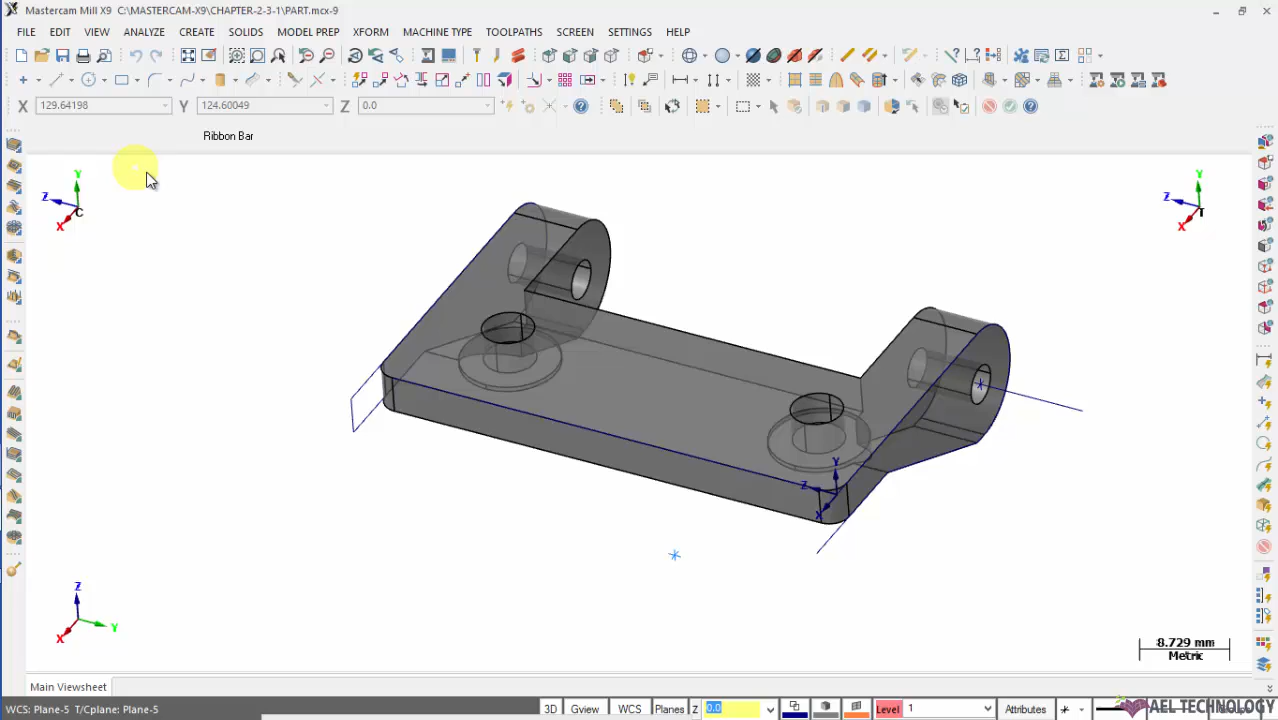 Mastercam Mill X9 C:\MASTERCAM-X9\CHAPTER-2-3-1\PART.mcx-9
FILE EDIT VIEW ANALYZE CREATE SOLIDS MODEL PREP XFORM MACHINE TYPE TOOLPATHS SCREEN SETTINGS HELP
X 129.64198 Y 124.60049 Z 0.0
Ribbon Bar
Y Z X C
Y Z X T
Y Z X
Z Y X
8.729 mm
Metric
Main Viewsheet
WCS: Plane-5 T/Cplane: Plane-5 3D Gview WCS Planes Z 0.0 Level 1 Attributes
AEL TECHNOLOGY